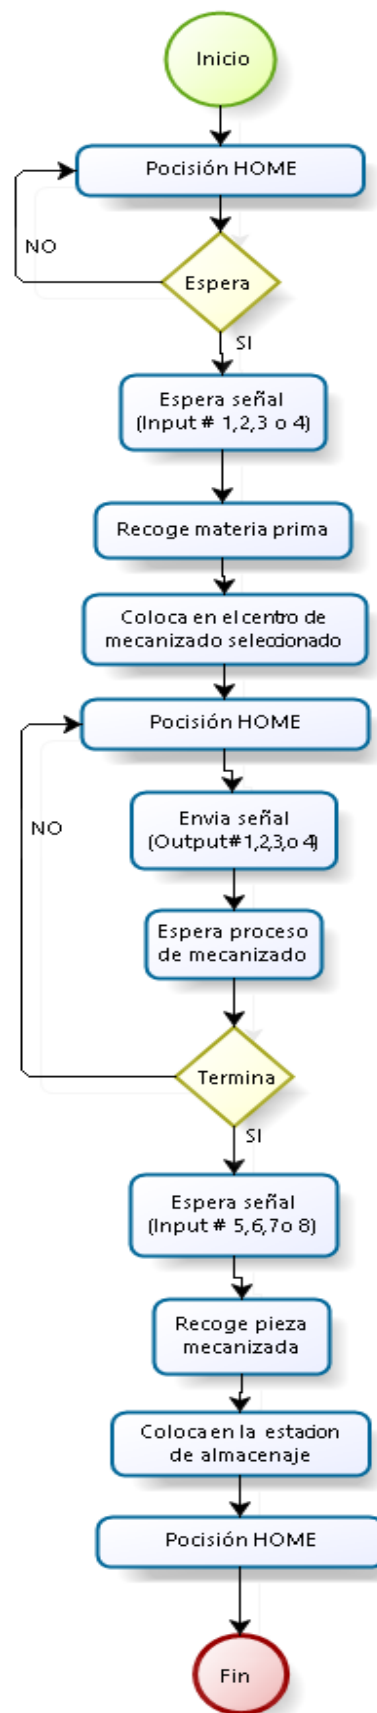 Inicio
Pocisión HOME
NO
Espera
SI
Espera señal
(Input # 1,2,3 o 4)
Recoge materia prima
Coloca en el centro de
mecanizado seleccionado
Pocisión HOME
NO
Envia señal
(Output#1,2,3,o 4)
Espera proceso
de mecanizado
Termina
SI
Espera señal
(Input # 5,6,7o 8)
Recoge pieza
mecanizada
Coloca en la estacion
de almacenaje
Pocisión HOME
Fin